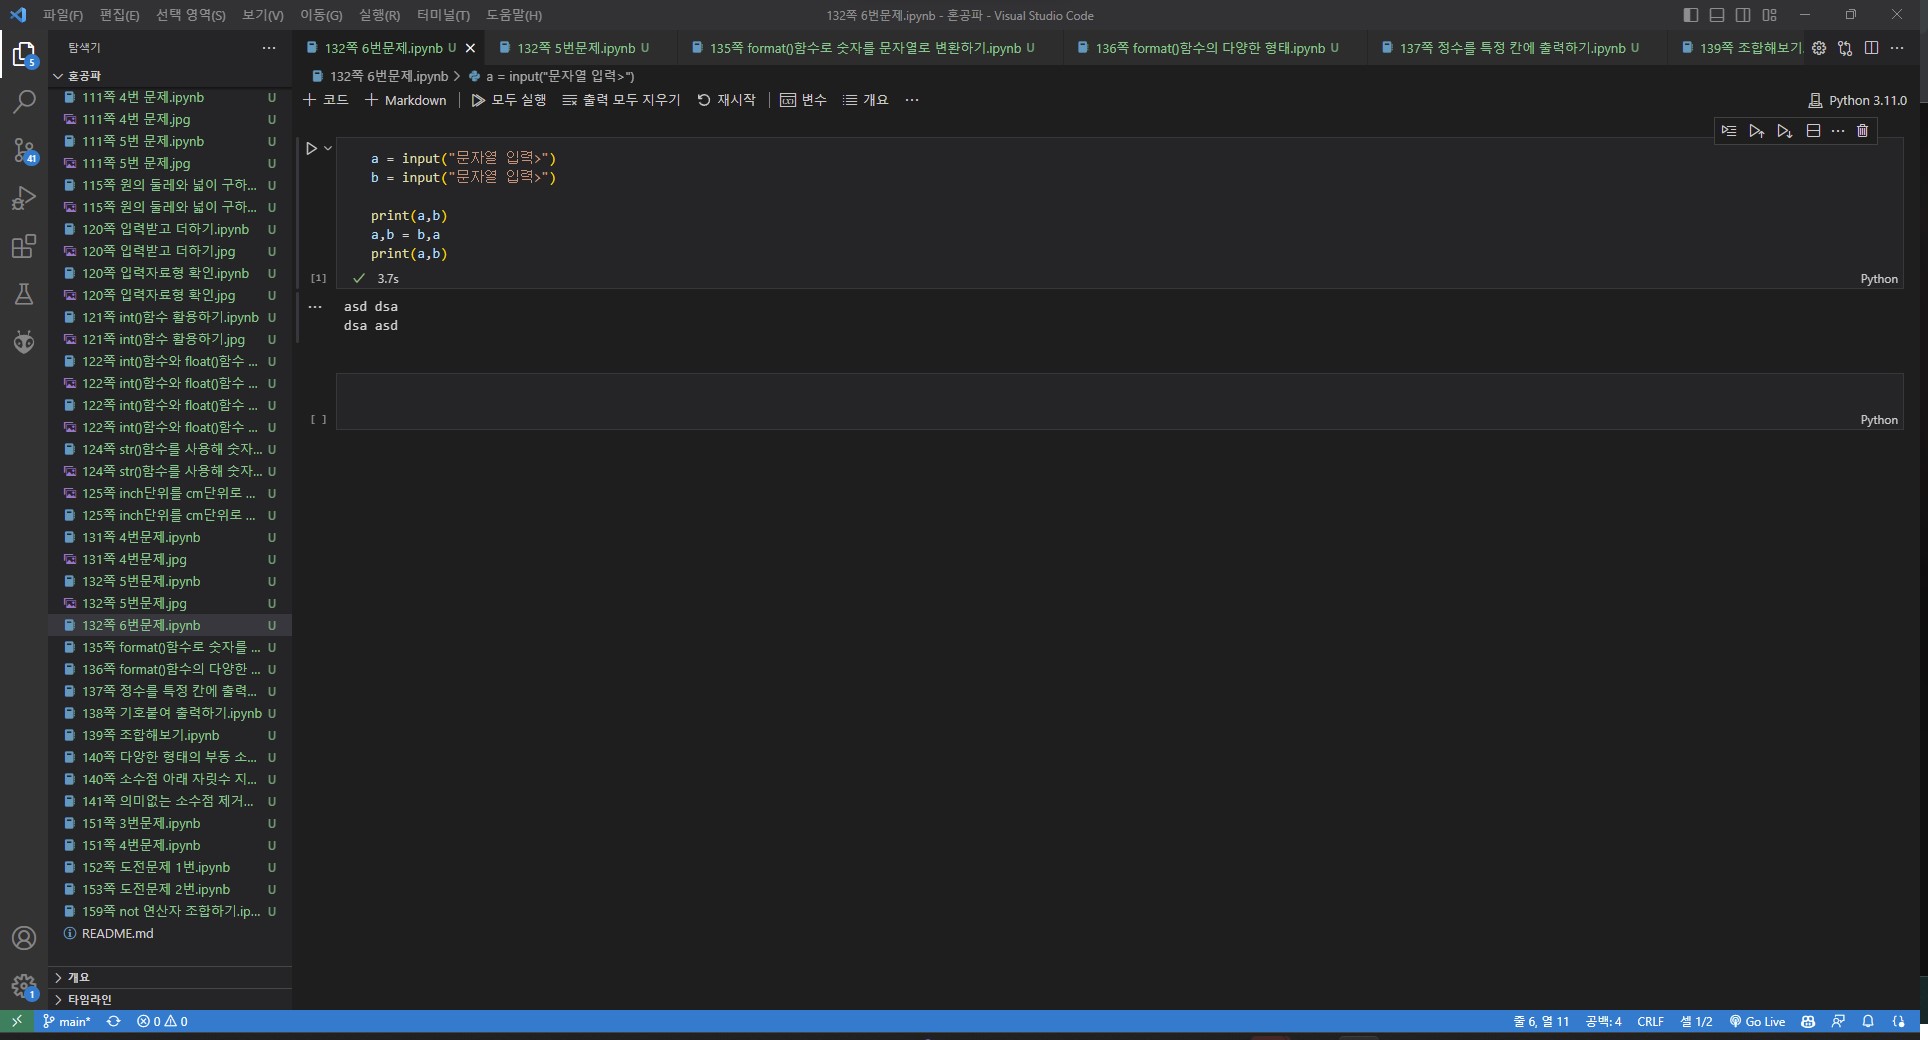 파일(F) 편집(E) 선택 영역(S) 보기(V) 이동(G) 실행(R) 터미널(T) 도움말(H) 132쪽 6번문제.ipynb - 혼공파 - Visual Studio Code
탐색기
혼공파
111쪽 4번 문제.ipynb U
111쪽 4번 문제.jpg U
111쪽 5번 문제.ipynb U
111쪽 5번 문제.jpg U
115쪽 원의 둘레와 넓이 구하... U
115쪽 원의 둘레와 넓이 구하... U
120쪽 입력받고 더하기.ipynb U
120쪽 입력받고 더하기.jpg U
120쪽 입력자료형 확인.ipynb U
120쪽 입력자료형 확인.jpg U
121쪽 int()함수 활용하기.ipynb U
121쪽 int()함수 활용하기.jpg U
122쪽 int()함수와 float()함수 ... U
122쪽 int()함수와 float()함수 ... U
122쪽 int()함수와 float()함수 ... U
122쪽 int()함수와 float()함수 ... U
124쪽 str()함수를 사용해 숫자... U
124쪽 str()함수를 사용해 숫자... U
125쪽 inch단위를 cm단위로 ... U
125쪽 inch단위를 cm단위로 ... U
131쪽 4번문제.ipynb U
131쪽 4번문제.jpg U
132쪽 5번문제.ipynb U
132쪽 5번문제.jpg U
132쪽 6번문제.ipynb U
135쪽 format()함수로 숫자를 ... U
136쪽 format()함수의 다양한 ... U
137쪽 정수를 특정 칸에 출력... U
138쪽 기호붙여 출력하기.ipynb U
139쪽 조합해보기.ipynb U
140쪽 다양한 형태의 부동 소... U
140쪽 소수점 아래 자릿수 지... U
141쪽 의미없는 소수점 제거... U
151쪽 3번문제.ipynb U
151쪽 4번문제.ipynb U
152쪽 도전문제 1번.ipynb U
153쪽 도전문제 2번.ipynb U
159쪽 not 연산자 조합하기.ip... U
README.md
개요
타임라인
5
41
1
132쪽 6번문제.ipynb U 132쪽 5번문제.ipynb U 135쪽 format()함수로 숫자를 문자열로 변환하기.ipynb U 136쪽 format()함수의 다양한 형태.ipynb U 137쪽 정수를 특정 칸에 출력하기.ipynb U 139쪽 조합해보기.
132쪽 6번문제.ipynb > a = input("문자열 입력>")
코드 Markdown 모두 실행 출력 모두 지우기 재시작 변수 개요 ... Python 3.11.0
a = input("문자열 입력>")
b = input("문자열 입력>")
print(a,b)
a,b = b,a
print(a,b)
[1] 3.7s Python
asd dsa
dsa asd
[ ] Python
main* 0 0 줄 6, 열 11 공백: 4 CRLF 셀 1/2 Go Live